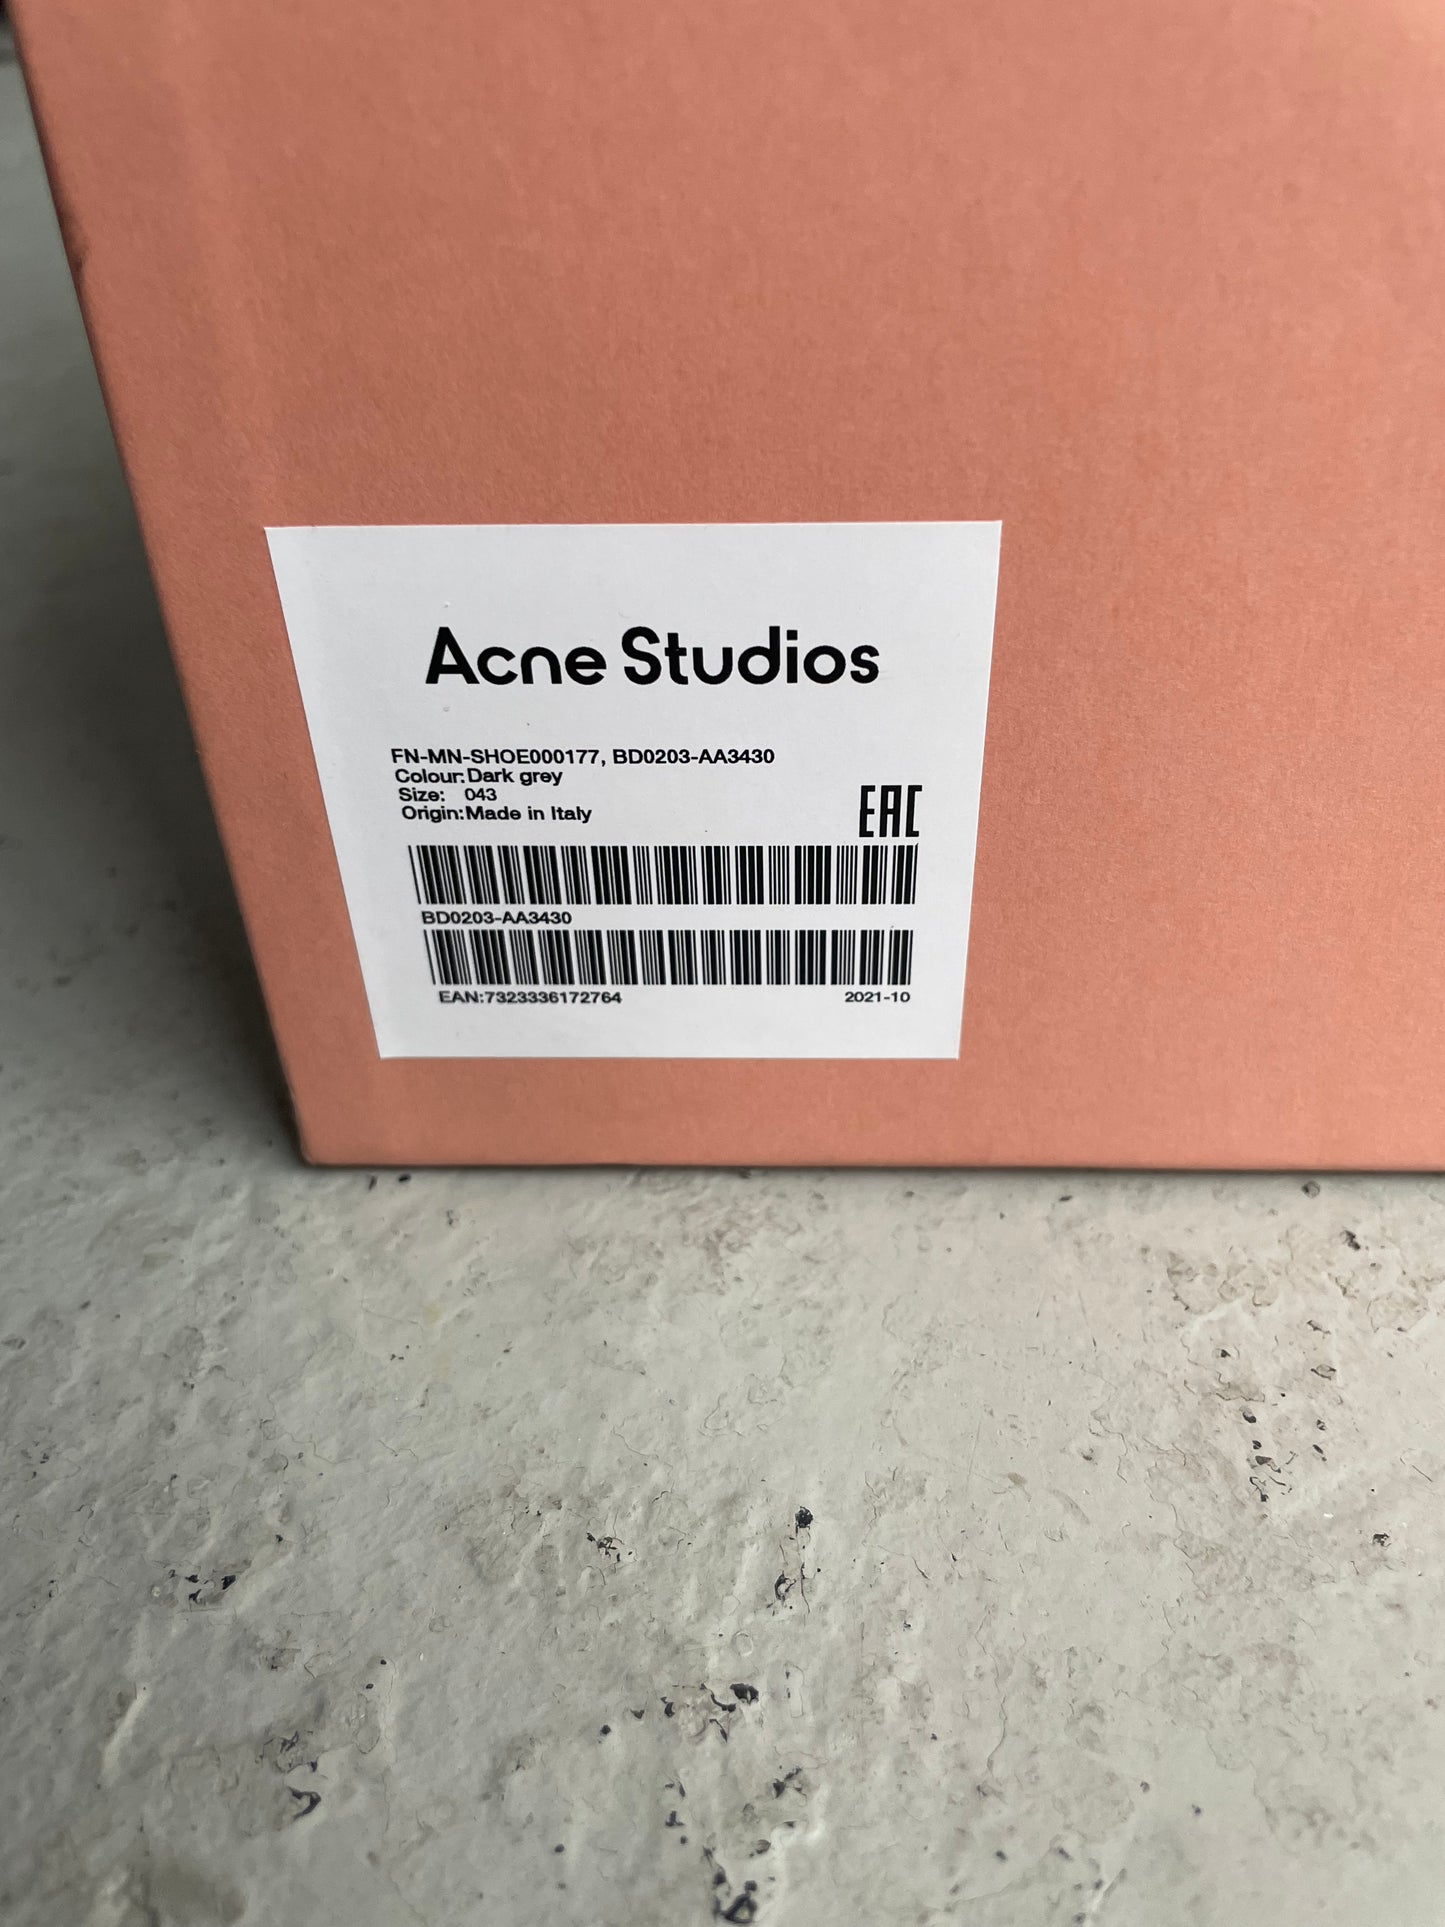 Acne Studios
FN-MN-SHOE000177, BD0203-AA3430
Colour: Dark grey
Size: 043
Origin: Made in Italy
EAC
BD0203-AA3430
EAN:7323336172764 2021-10